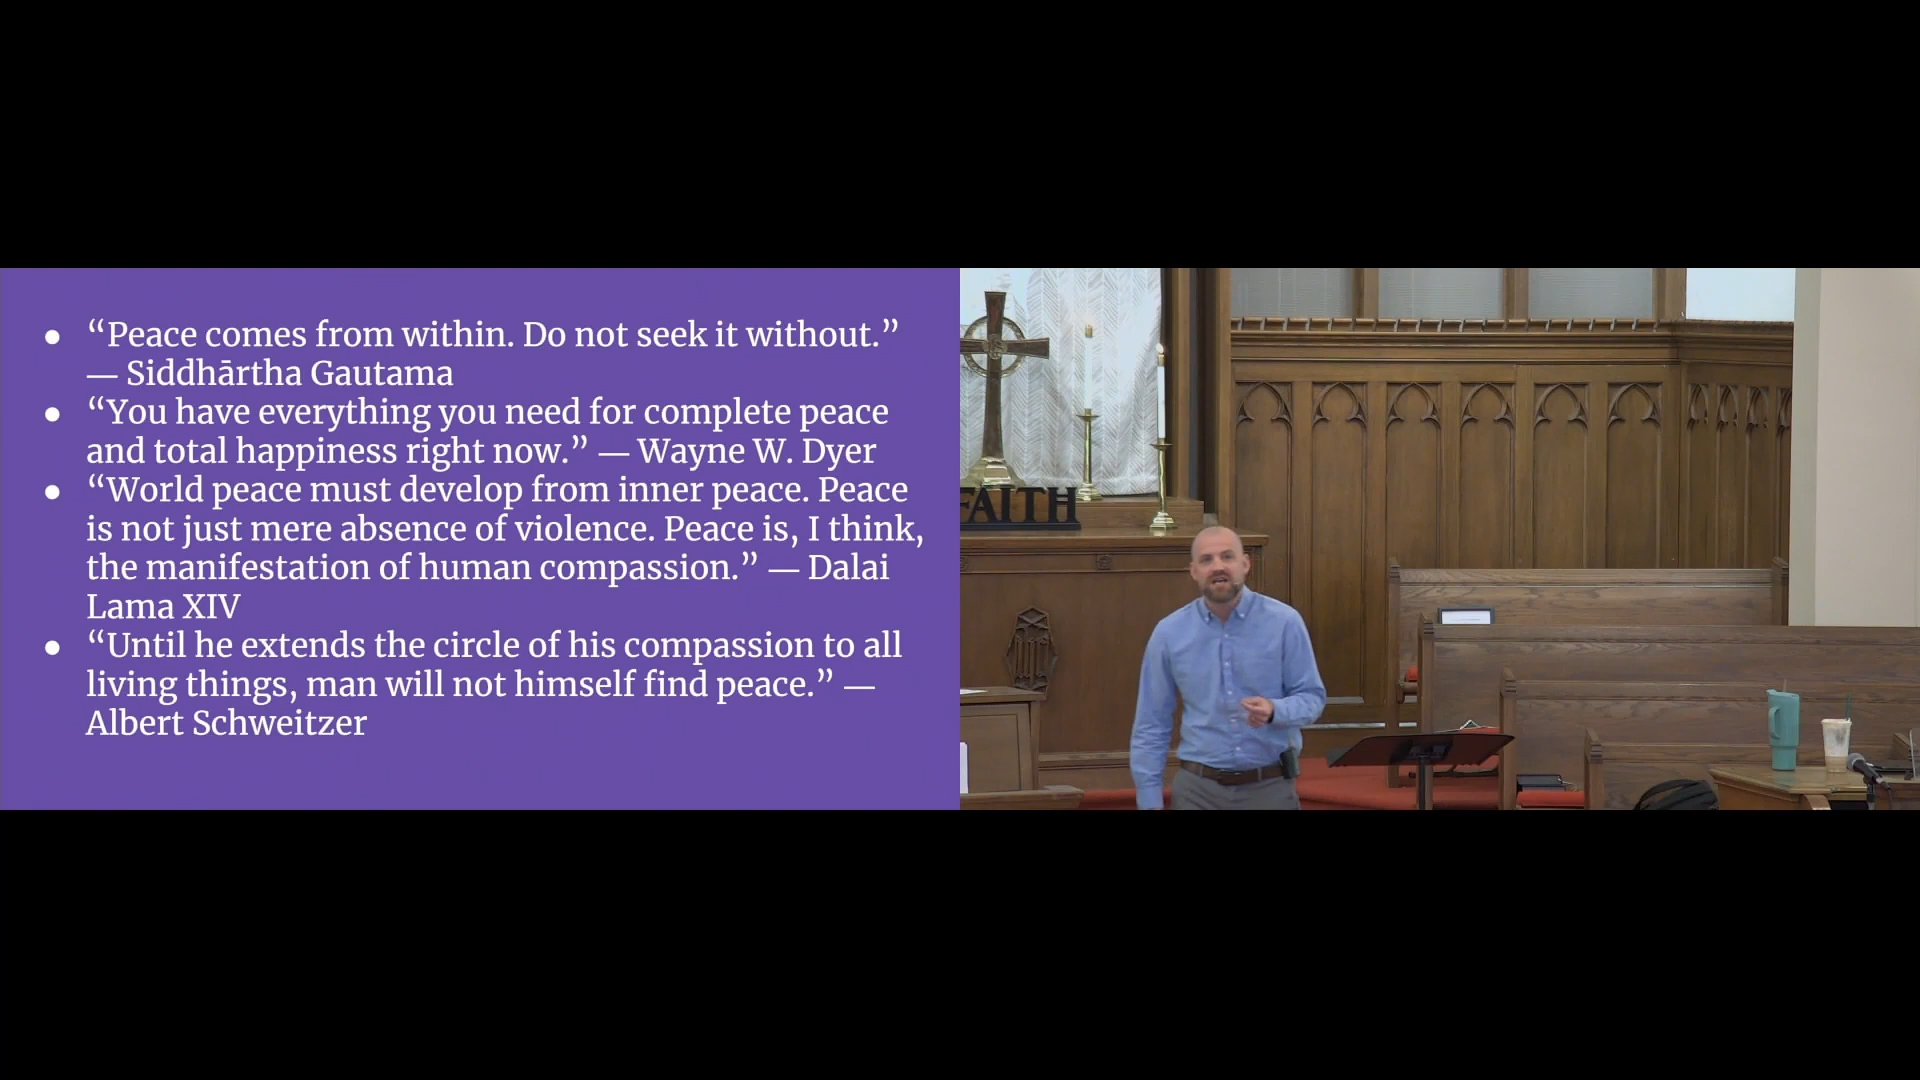 ● “Peace comes from within. Do not seek it without.”
— Siddhārtha Gautama
● “You have everything you need for complete peace
and total happiness right now.” — Wayne W. Dyer
● “World peace must develop from inner peace. Peace
is not just mere absence of violence. Peace is, I think,
the manifestation of human compassion.” — Dalai
Lama XIV
● “Until he extends the circle of his compassion to all
living things, man will not himself find peace.” —
Albert Schweitzer
FAITH
IHS